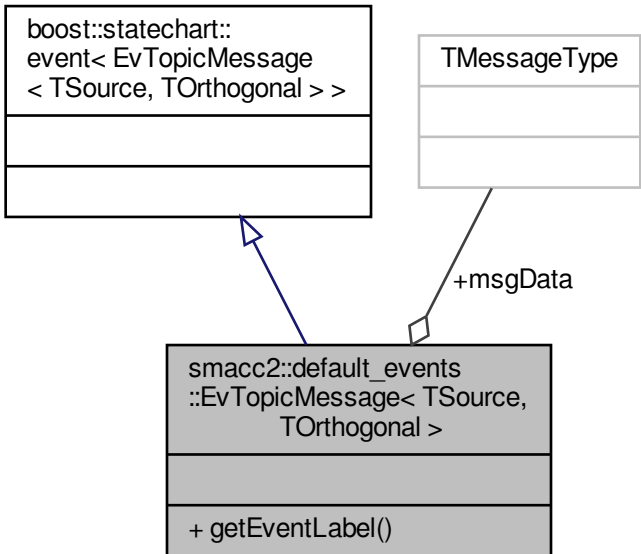 boost::statechart::
event< EvTopicMessage
< TSource, TOrthogonal > >
TMessageType
+msgData
smacc2::default_events
::EvTopicMessage< TSource,
TOrthogonal >
+ getEventLabel()